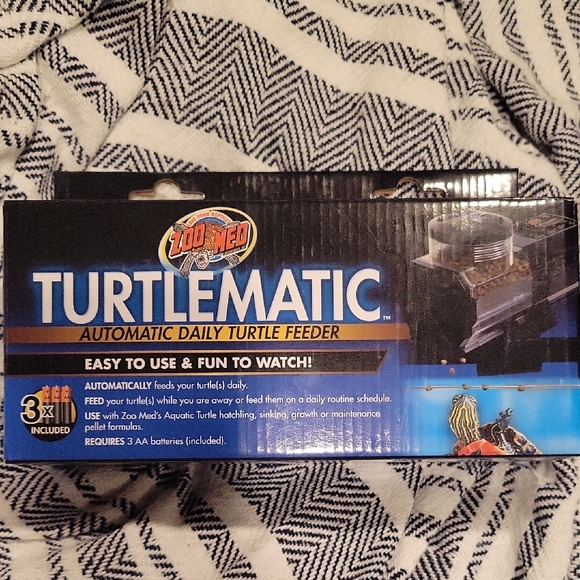 ZOO MED
TURTLEMATIC™
AUTOMATIC DAILY TURTLE FEEDER
EASY TO USE & FUN TO WATCH!
AUTOMATICALLY feeds your turtle(s) daily.
FEED your turtle(s) while you are away or feed them on a daily routine schedule.
USE with Zoo Med's Aquatic Turtle hatchling, sinking, growth or maintenance
pellet formulas.
REQUIRES 3 AA batteries (included).
3X
INCLUDED